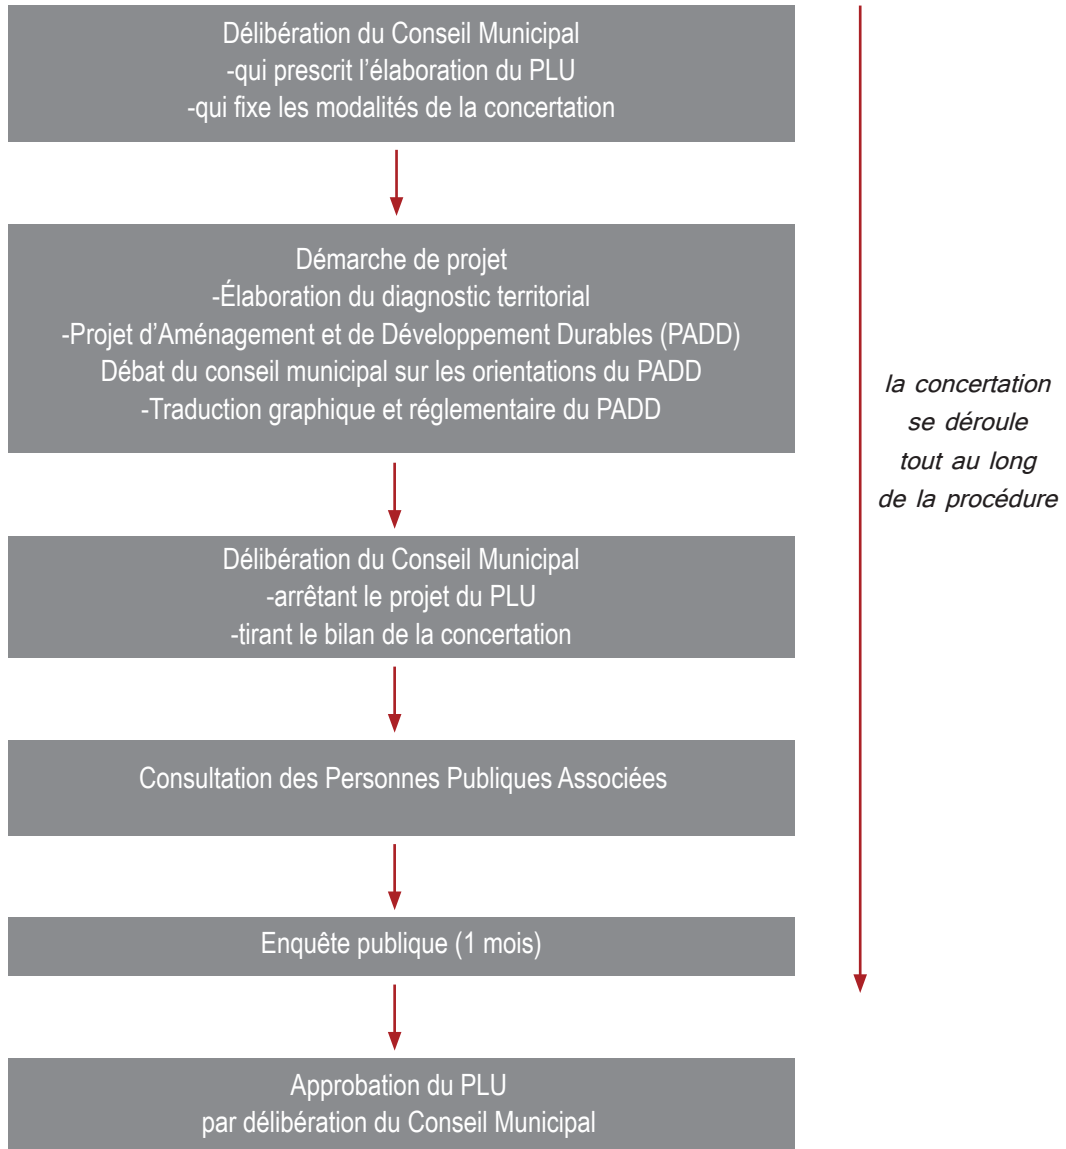 Délibération du Conseil Municipal
-qui prescrit l'élaboration du PLU
-qui fixe les modalités de la concertation
Démarche de projet
-Élaboration du diagnostic territorial
-Projet d'Aménagement et de Développement Durables (PADD)
Débat du conseil municipal sur les orientations du PADD
-Traduction graphique et réglementaire du PADD
la concertation
se déroule
tout au long
de la procédure
Délibération du Conseil Municipal
-arrêtant le projet du PLU
-tirant le bilan de la concertation
Consultation des Personnes Publiques Associées
Enquête publique (1 mois)
Approbation du PLU
par délibération du Conseil Municipal